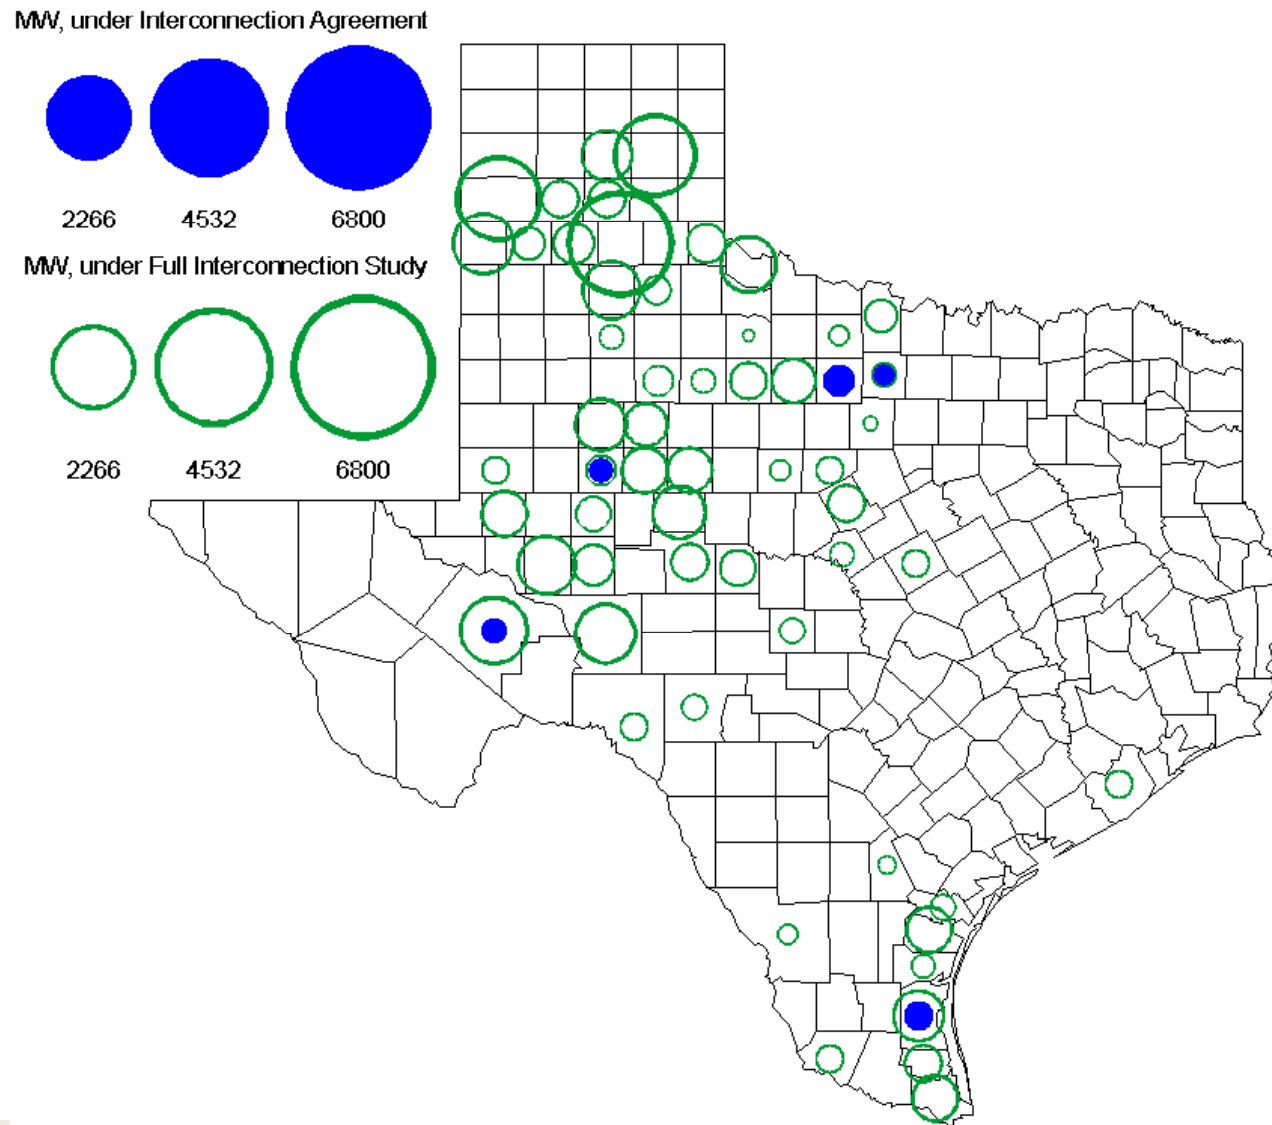 MW, under Interconnection Agreement
2266 4532 6800
MW, under Full Interconnection Study
2266 4532 6800